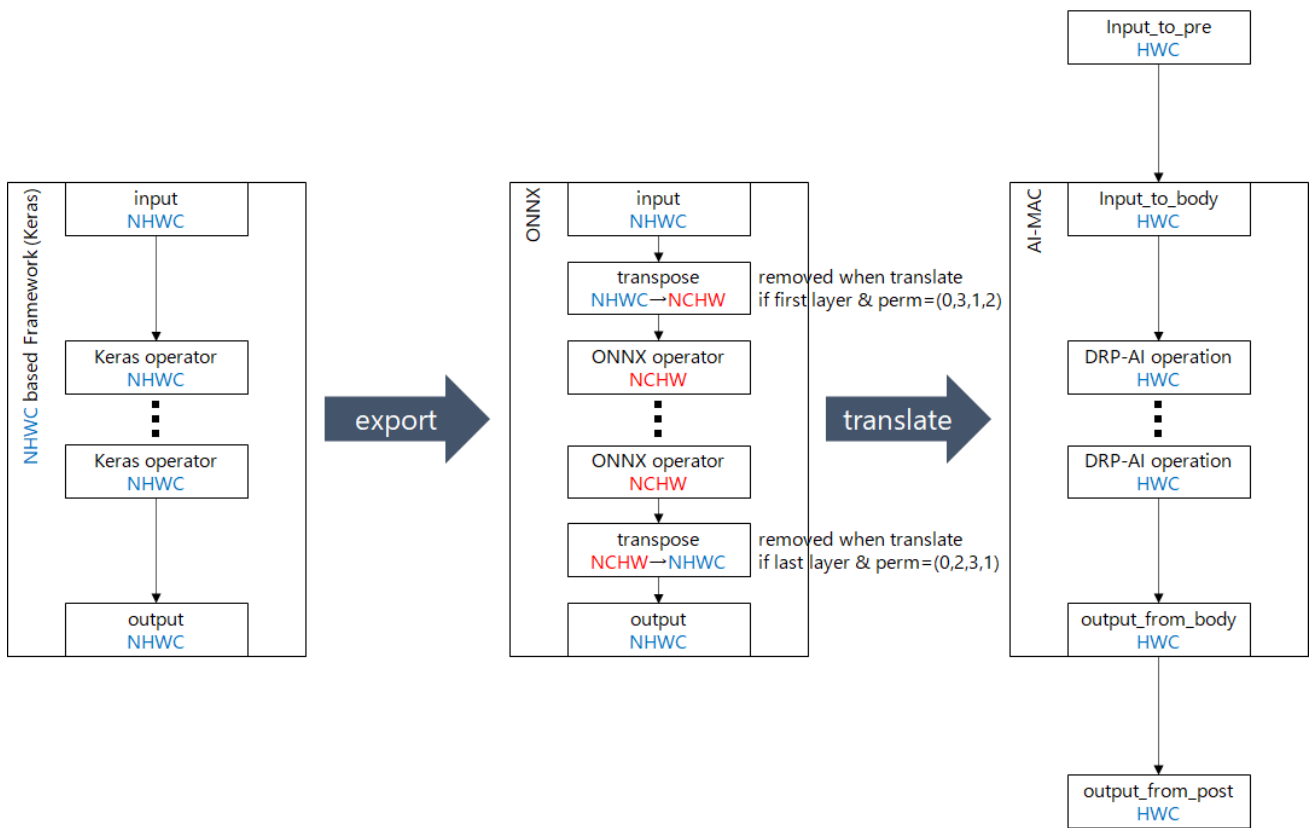 NHWC based Framework (Keras)
input
NHWC
Keras operator
NHWC
Keras operator
NHWC
output
NHWC
export
ONNX
input
NHWC
transpose
NHWC→NCHW
removed when translate
if first layer & perm=(0,3,1,2)
ONNX operator
NCHW
ONNX operator
NCHW
transpose
NCHW→NHWC
removed when translate
if last layer & perm=(0,2,3,1)
output
NHWC
translate
Input_to_pre
HWC
AI-MAC
Input_to_body
HWC
DRP-AI operation
HWC
DRP-AI operation
HWC
output_from_body
HWC
output_from_post
HWC